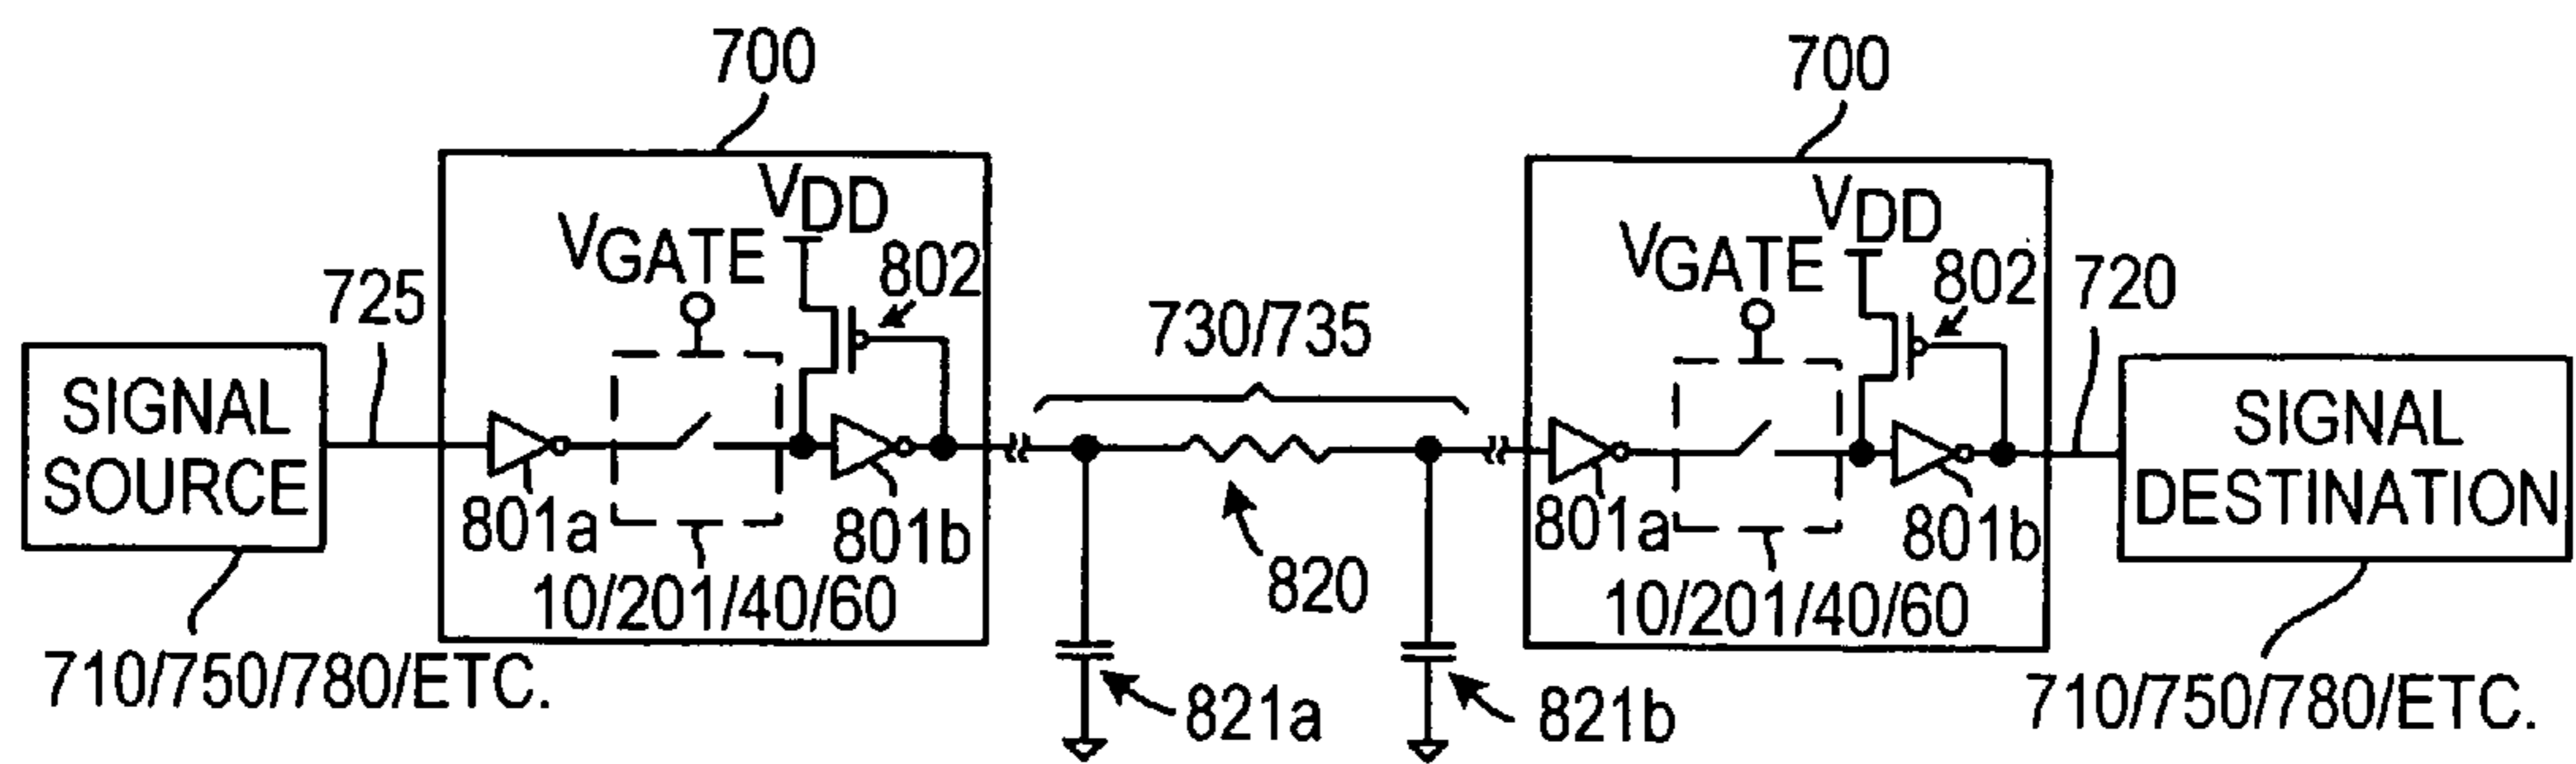 700
700
VDD
VGATE
802
725
730/735
VDD
VGATE
802
720
SIGNAL
SOURCE
SIGNAL
DESTINATION
801a
801b
10/201/40/60
820
801a
801b
10/201/40/60
710/750/780/ETC.
821a
821b
710/750/780/ETC.